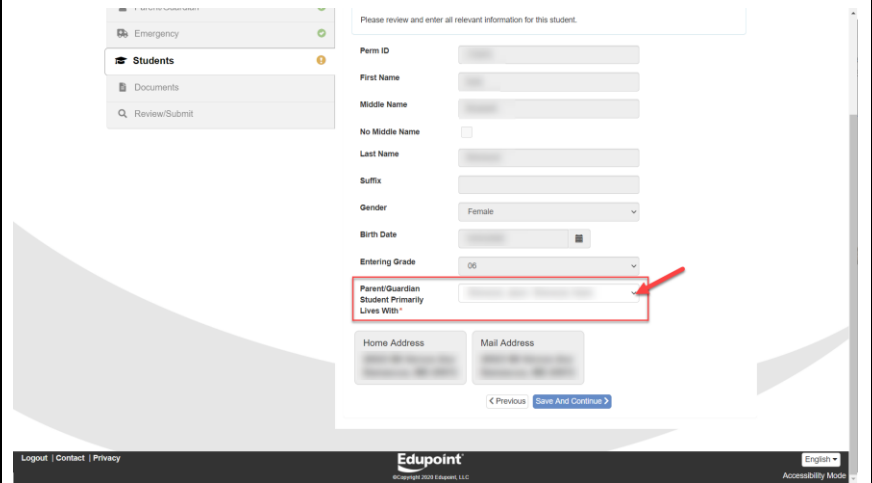 Parent/Guardian
Emergency
Students
Documents
Review/Submit
Please review and enter all relevant information for this student.
Perm ID
First Name
Middle Name
No Middle Name
Last Name
Suffix
Gender
Female
Birth Date
Entering Grade
06
Parent/Guardian
Student Primarily
Lives With*
Home Address
Mail Address
Previous
Save And Continue
Logout | Contact | Privacy
Edupoint
©Copyright 2020 Edupoint, LLC
English
Accessibility Mode